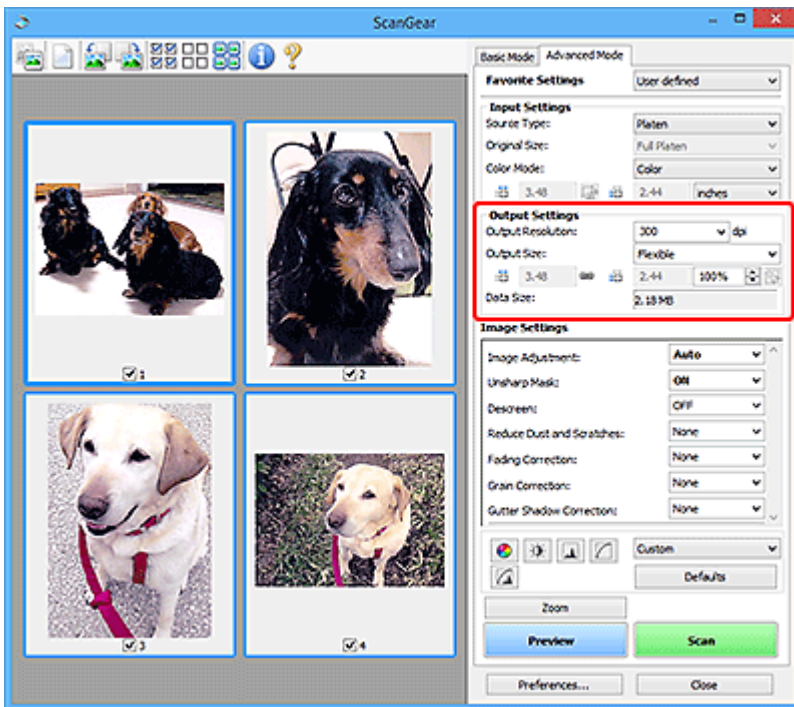 ScanGear
Basic Mode Advanced Mode
Favorite Settings User defined
Input Settings
Source Type: Platen
Original Size: Full Platen
Color Mode: Color
3.48 2.44 inches
Output Settings
Output Resolution: 300 dpi
Output Size: Flexible
3.48 2.44 100%
Data Size: 2.18 MB
Image Settings
Image Adjustment: Auto
Unsharp Mask: ON
Descreen: OFF
Reduce Dust and Scratches: None
Fading Correction: None
Grain Correction: None
Gutter Shadow Correction: None
Custom
Defaults
Zoom
Preview Scan
Preferences... Close
1
2
3
4